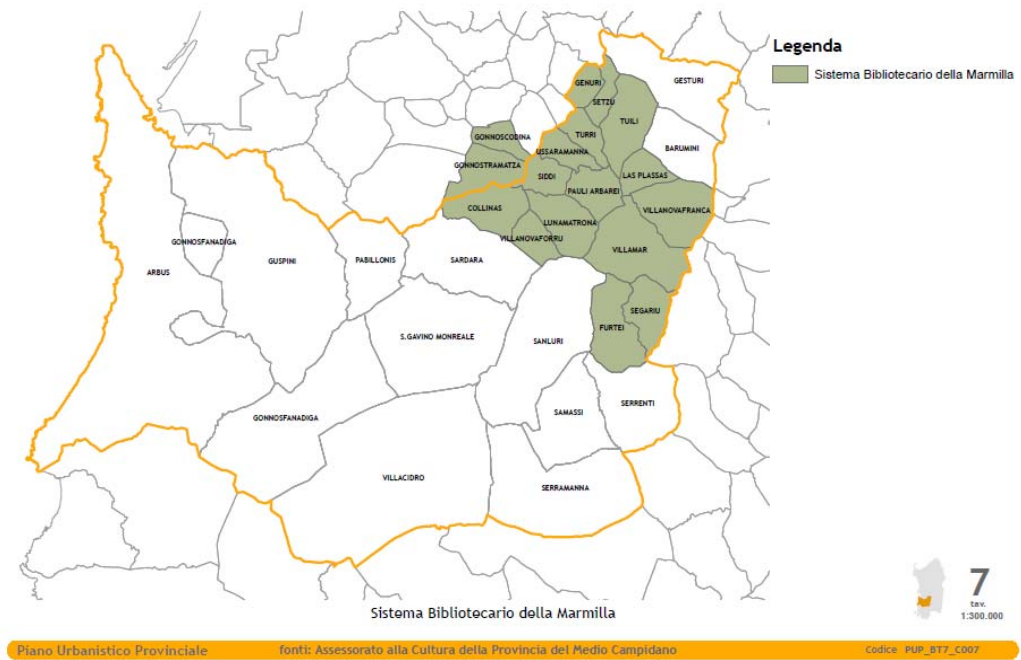 Legenda
Sistema Bibliotecario della Marmilla
GESTURI
GENURI
SETZU
TUILI
TURRI
GONNOSCODINA
BARUMINI
USSARAMANNA
GONNOSTRAMATZA
SIDDI
LAS PLASSAS
PAULI ARBAREI
COLLINAS
VILLANOVAFRANCA
LUNAMATRONA
VILLANOVAFORRU
GONNOSFANADIGA
VILLAMAR
GUSPINI
PABILLONIS
SARDARA
ARBUS
SEGARIU
FURTEI
S.GAVINO MONREALE
SANLURI
SERRENTI
SAMASSI
GONNOSFANADIGA
VILLACIDRO
SERRAMANNA
Sistema Bibliotecario della Marmilla
7
tav.
1:300.000
Piano Urbanistico Provinciale
fonti: Assessorato alla Cultura della Provincia del Medio Campidano
Codice PUP_BT7_C007